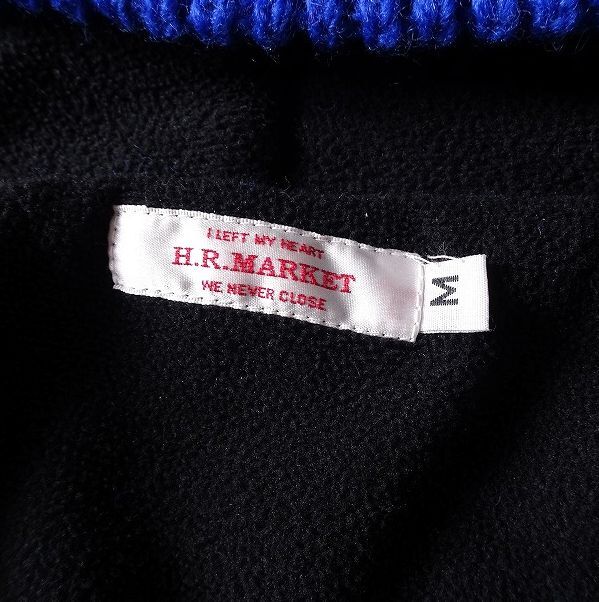 I LEFT MY HEART
H.R.MARKET
WE NEVER CLOSE
M